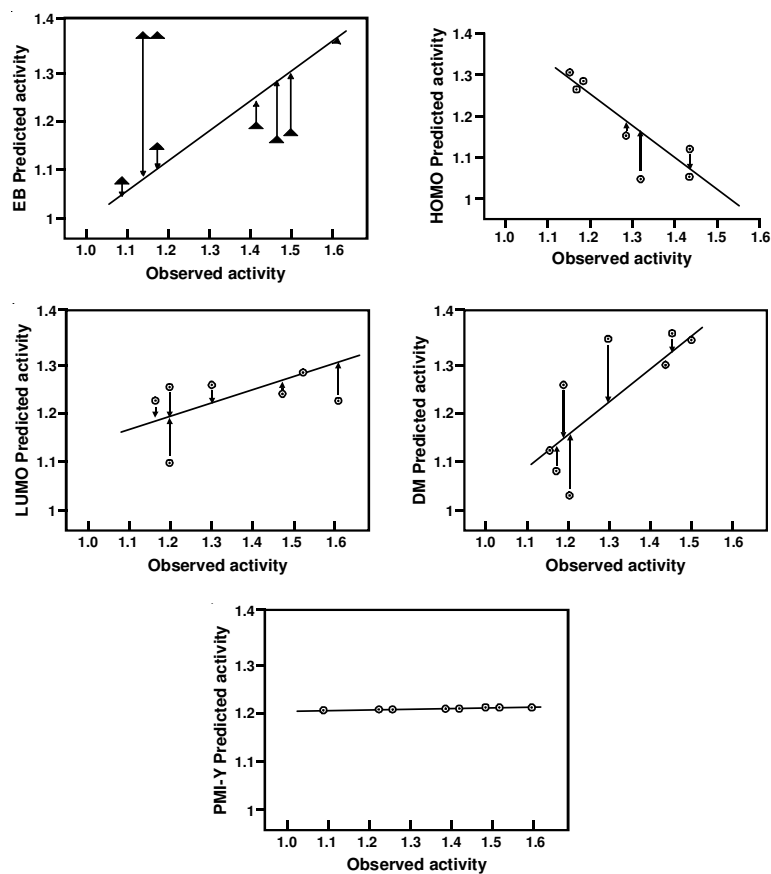 1.4
1.3
1.2
1.1
1
EB Predicted activity
1.0 1.1 1.2 1.3 1.4 1.5 1.6
Observed activity
1.4
1.3
1.2
1.1
1
HOMO Predicted activity
1.0 1.1 1.2 1.3 1.4 1.5 1.6
Observed activity
1.4
1.3
1.2
1.1
1
LUMO Predicted activity
1.0 1.1 1.2 1.3 1.4 1.5 1.6
Observed activity
1.4
1.3
1.2
1.1
1
DM Predicted activity
1.0 1.1 1.2 1.3 1.4 1.5 1.6
Observed activity
1.4
1.3
1.2
1.1
1
PMI-Y Predicted activity
1.0 1.1 1.2 1.3 1.4 1.5 1.6
Observed activity